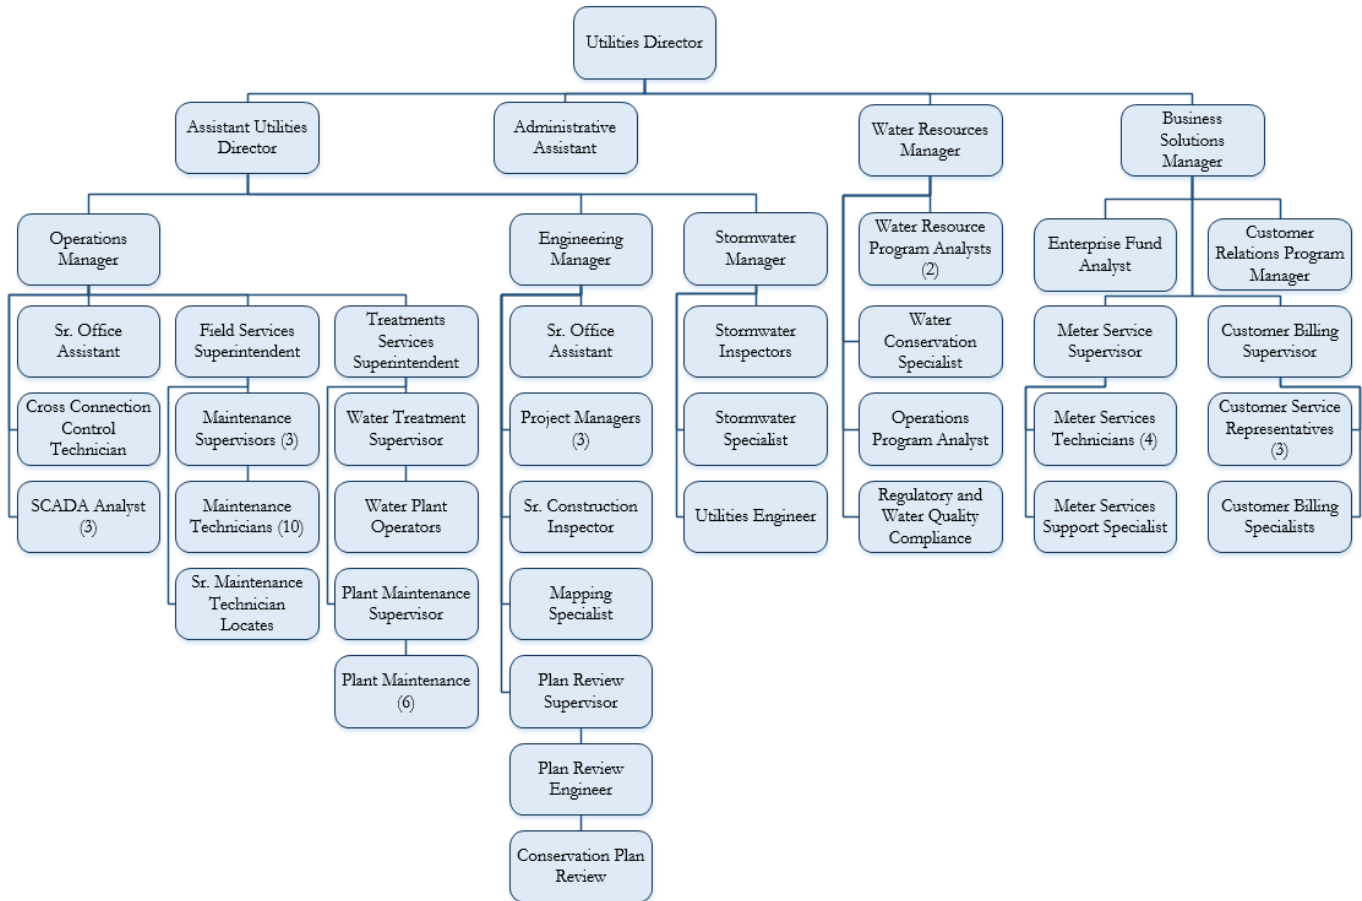 Utilities Director
Assistant Utilities
Director
Administrative
Assistant
Water Resources
Manager
Business
Solutions
Manager
Operations
Manager
Engineering
Manager
Stormwater
Manager
Water Resource
Program Analysts
(2)
Enterprise Fund
Analyst
Customer
Relations Program
Manager
Sr. Office
Assistant
Field Services
Superintendent
Treatments
Services
Superintendent
Sr. Office
Assistant
Stormwater
Inspectors
Water
Conservation
Specialist
Meter Service
Supervisor
Customer Billing
Supervisor
Cross Connection
Control
Technician
Maintenance
Supervisors (3)
Water Treatment
Supervisor
Project Managers
(3)
Stormwater
Specialist
Operations
Program Analyst
Meter Services
Technicians (4)
Customer Service
Representatives
(3)
SCADA Analyst
(3)
Maintenance
Technicians (10)
Water Plant
Operators
Sr. Construction
Inspector
Utilities Engineer
Regulatory and
Water Quality
Compliance
Meter Services
Support Specialist
Customer Billing
Specialists
Sr. Maintenance
Technician
Locates
Plant Maintenance
Supervisor
Mapping
Specialist
Plant Maintenance
(6)
Plan Review
Supervisor
Plan Review
Engineer
Conservation Plan
Review